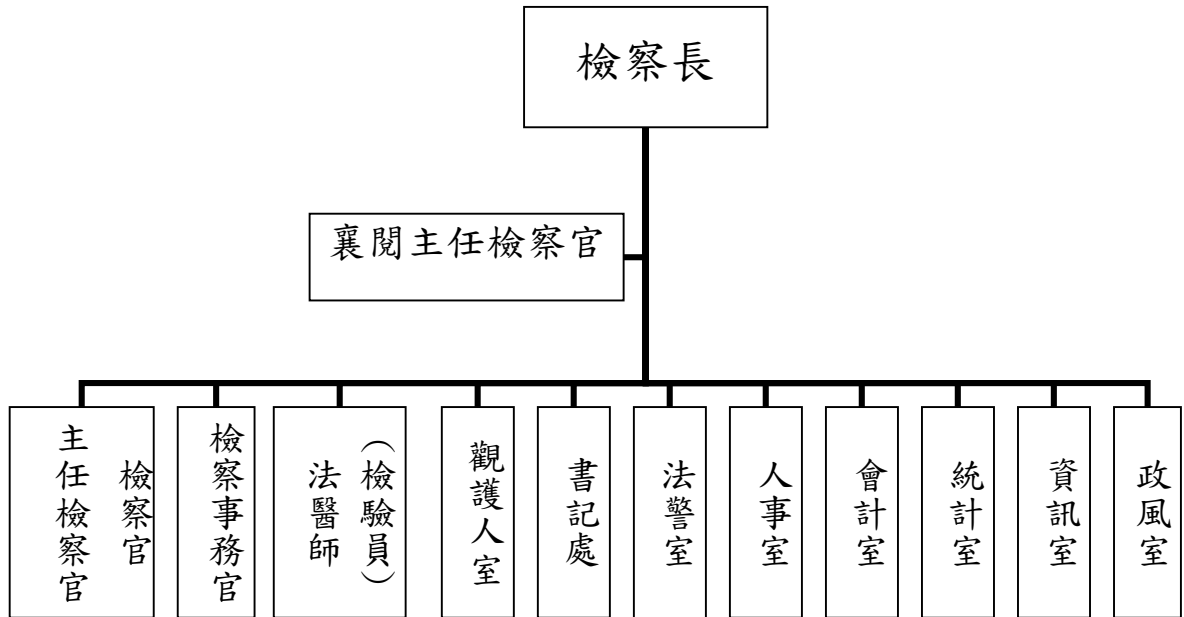 檢察長
襄閱主任檢察官
主任檢察官
檢察官
檢察事務官
法醫師
（檢驗員）
觀護人室
書記處
法警室
人事室
會計室
統計室
資訊室
政風室